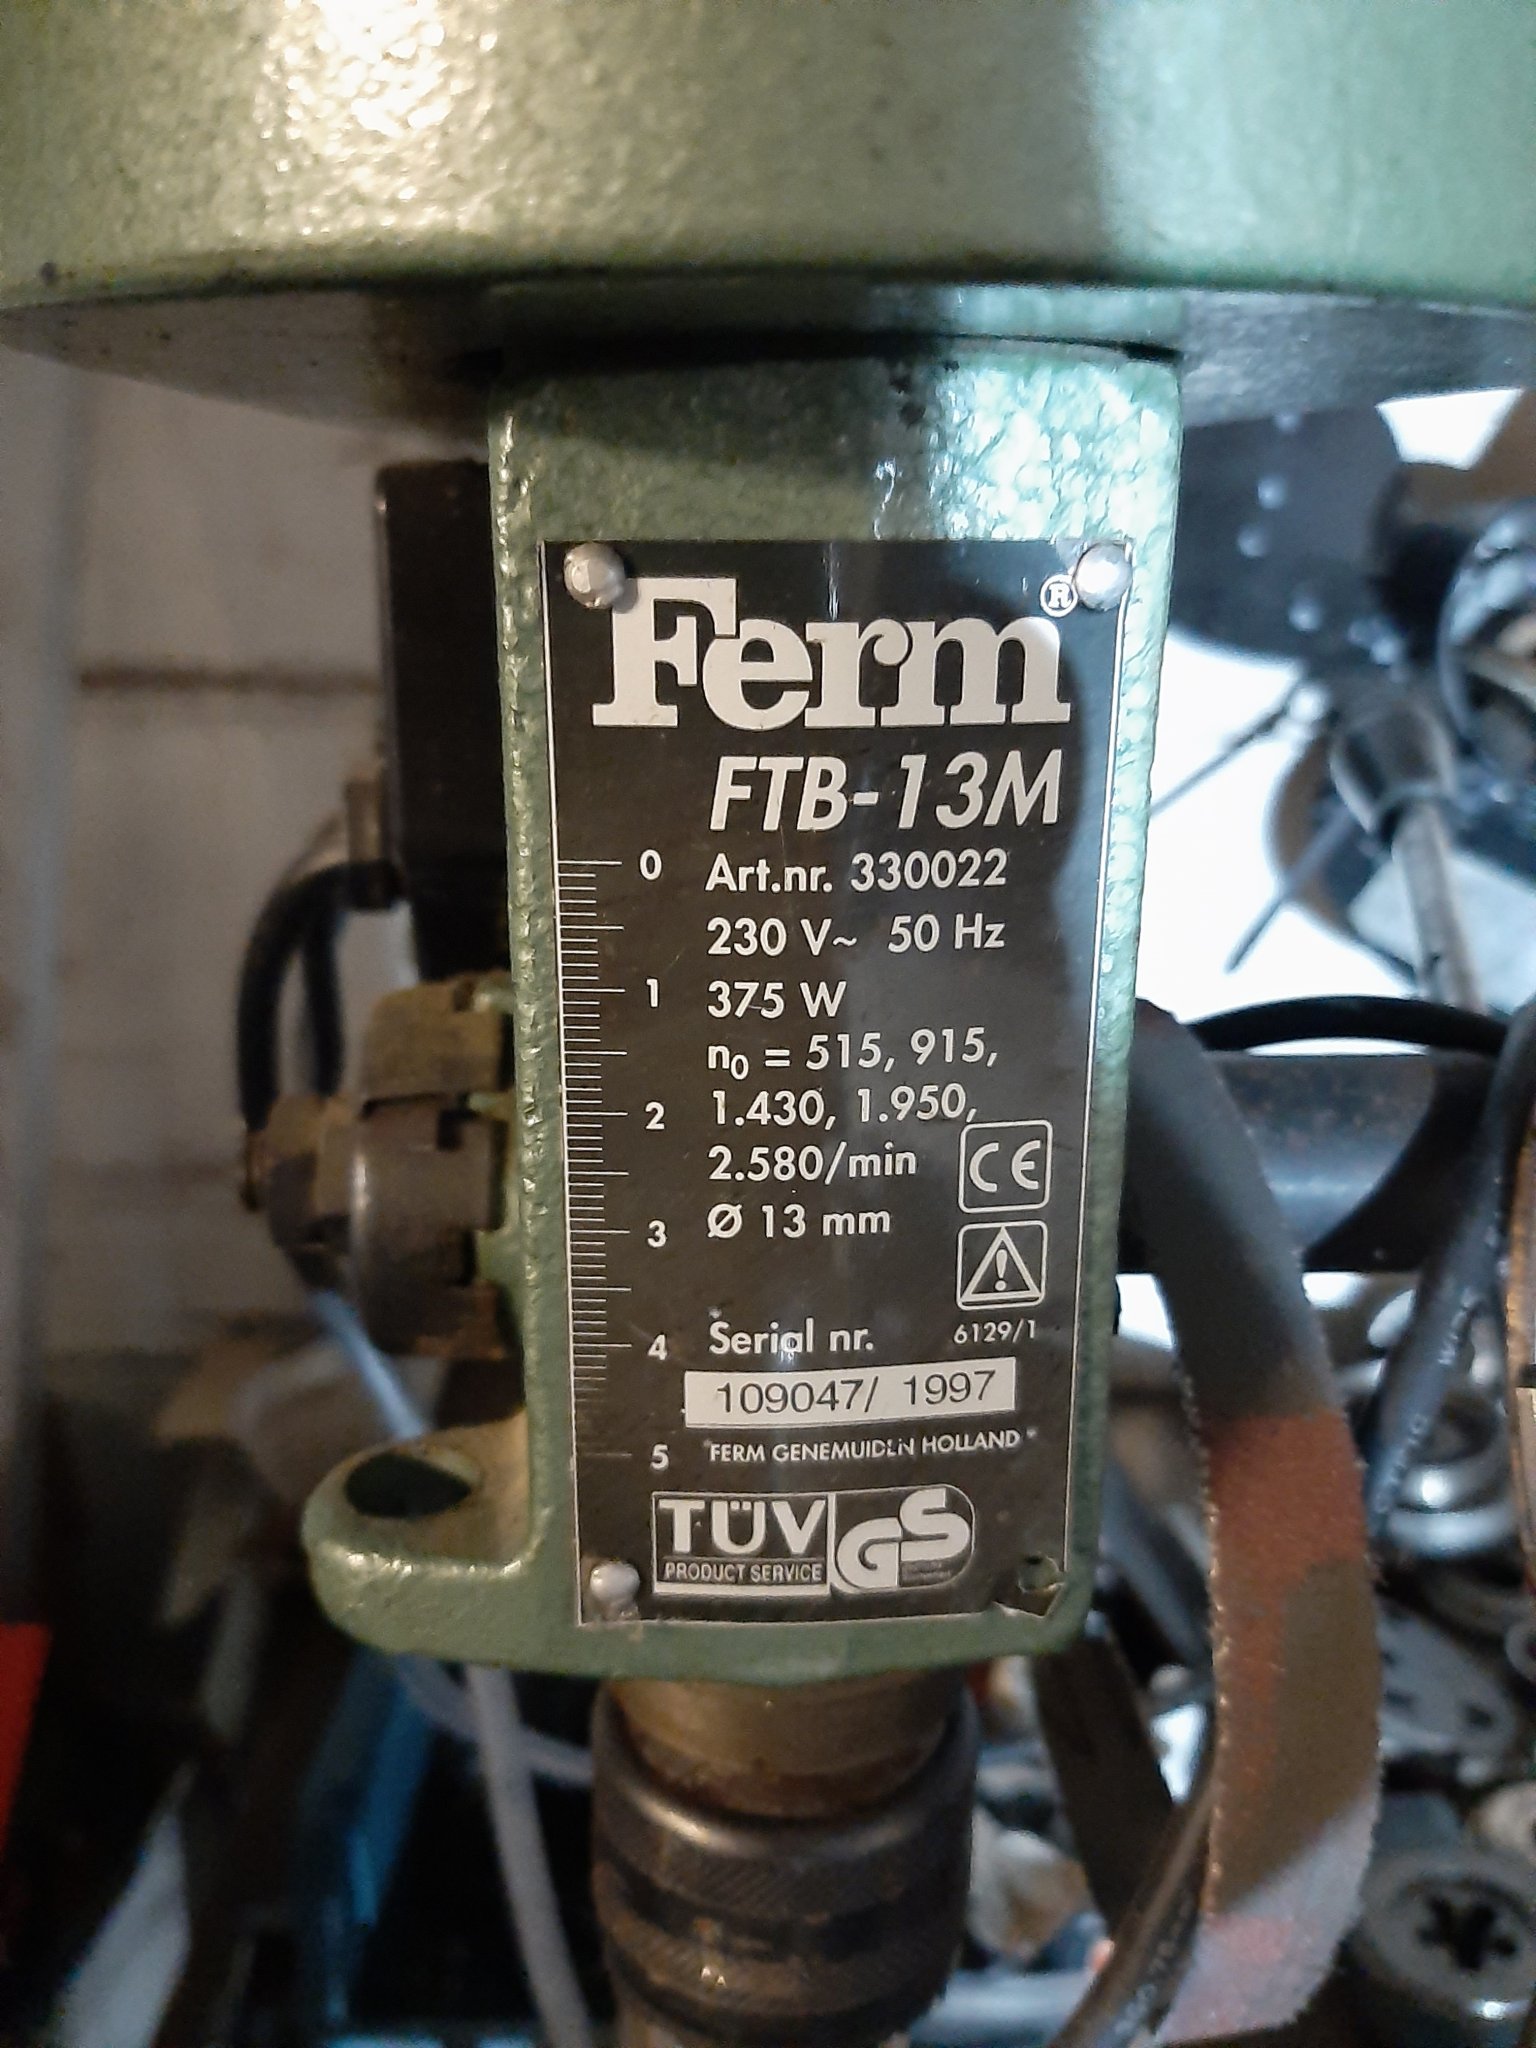 Ferm®
FTB-13M
Art.nr. 330022
230 V~ 50 Hz
375 W
n0 = 515, 915,
1.430, 1.950,
2.580/min
Ø 13 mm
CE
0
1
2
3
4
5
Serial nr.
6129/1
109047/ 1997
FERM GENEMUIDEN HOLLAND
TÜV
PRODUCT SERVICE
GS